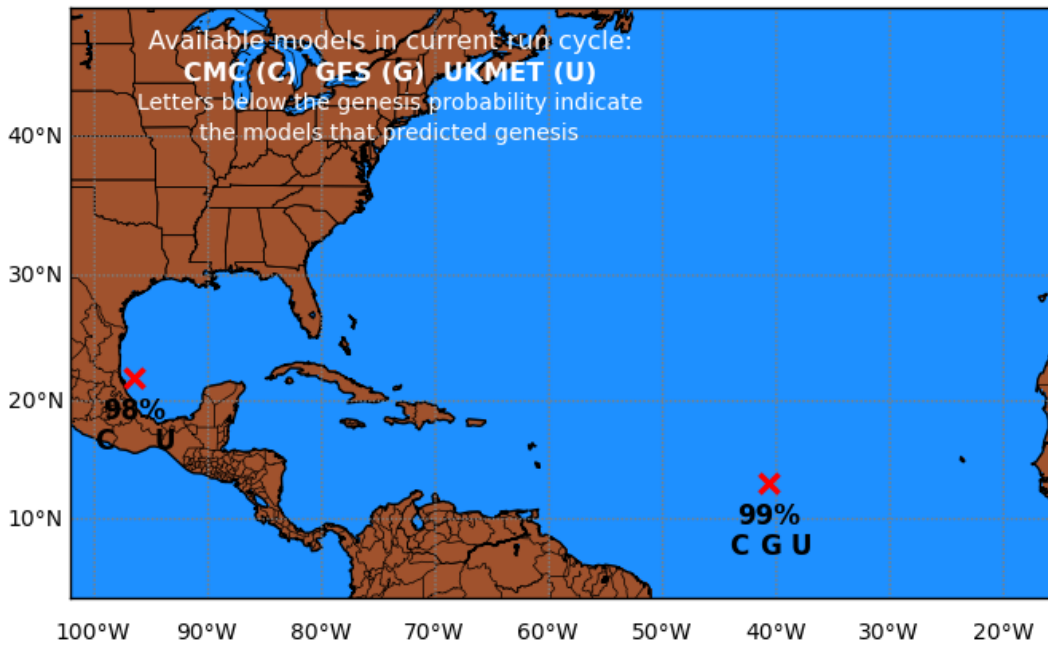 Available models in current run cycle:
CMC (C) GFS (G) UKMET (U)
Letters below the genesis probability indicate
the models that predicted genesis
40°N
30°N
20°N
10°N
98%
C U
99%
C G U
100°W 90°W 80°W 70°W 60°W 50°W 40°W 30°W 20°W